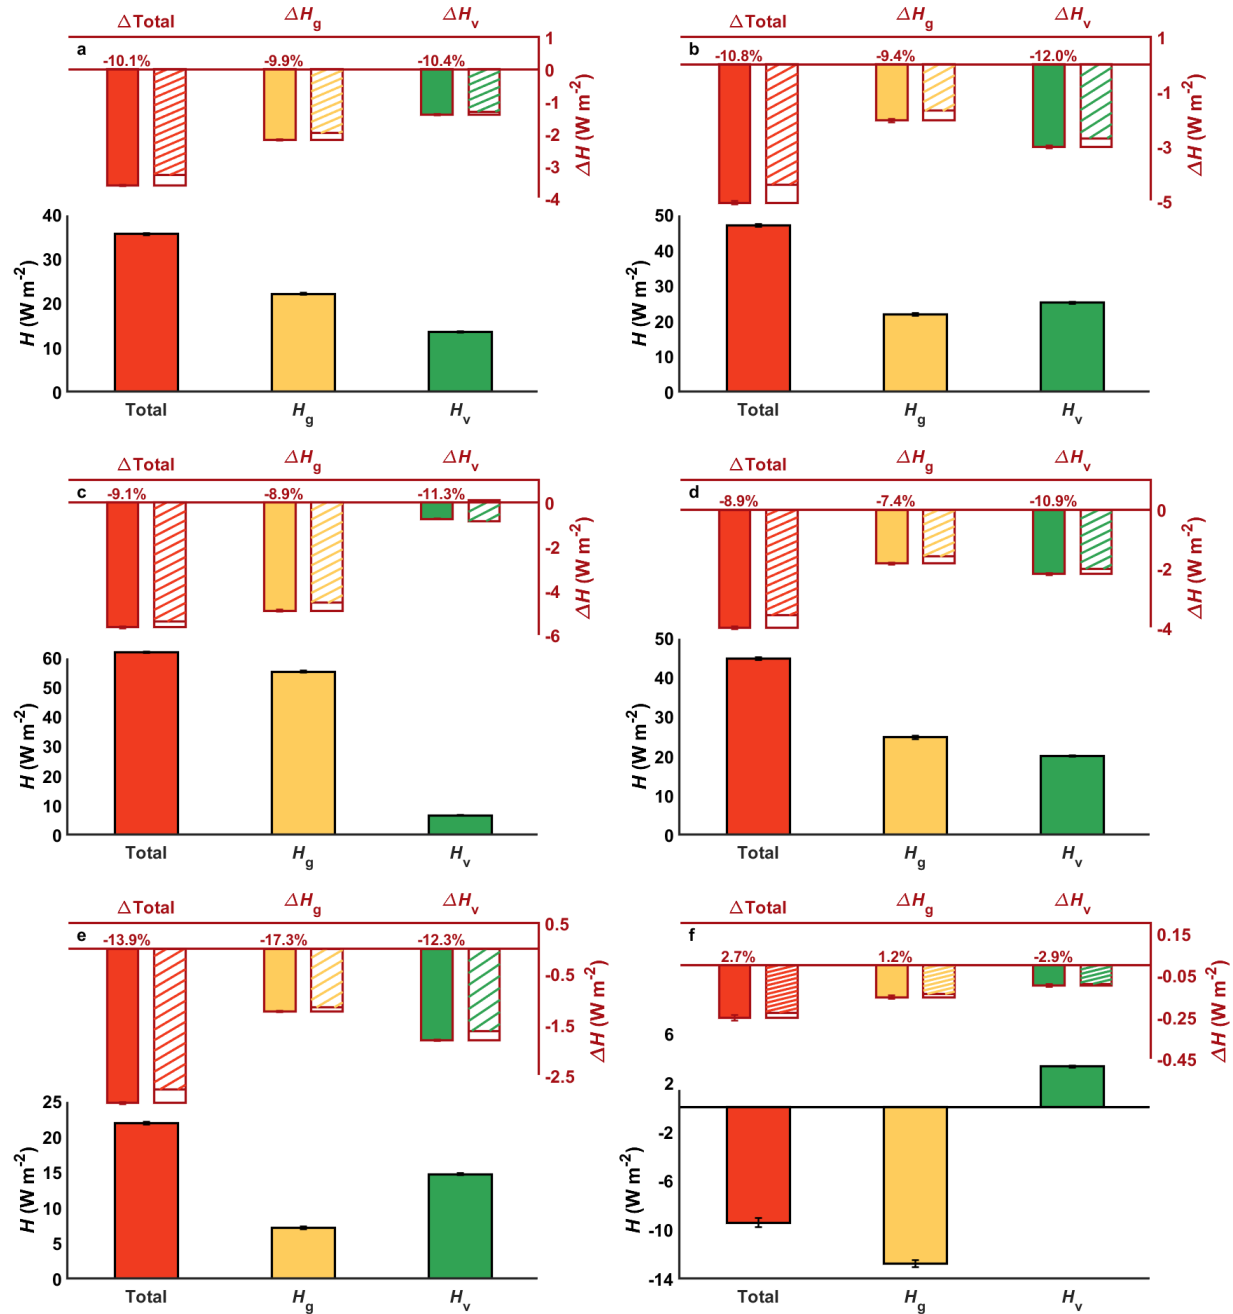 ΔTotal ΔHg ΔHv
a
-10.1% -9.9% -10.4%
1
0
-1
-2
-3
-4
ΔH (W m-2)
40
30
20
10
0
H (W m-2)
Total Hg Hv
ΔTotal ΔHg ΔHv
b
-10.8% -9.4% -12.0%
1
-1
-3
-5
ΔH (W m-2)
50
40
30
20
10
0
H (W m-2)
Total Hg Hv
ΔTotal ΔHg ΔHv
c
-9.1% -8.9% -11.3%
0
-2
-4
-6
ΔH (W m-2)
60
50
40
30
20
10
0
H (W m-2)
Total Hg Hv
ΔTotal ΔHg ΔHv
d
-8.9% -7.4% -10.9%
0
-2
-4
ΔH (W m-2)
50
40
30
20
10
0
H (W m-2)
Total Hg Hv
ΔTotal ΔHg ΔHv
e
-13.9% -17.3% -12.3%
0.5
-0.5
-1.5
-2.5
ΔH (W m-2)
25
20
15
10
5
0
H (W m-2)
Total Hg Hv
ΔTotal ΔHg ΔHv
f
2.7% 1.2% -2.9%
0.15
-0.05
-0.25
-0.45
ΔH (W m-2)
6
2
-2
-6
-10
-14
H (W m-2)
Total Hg Hv